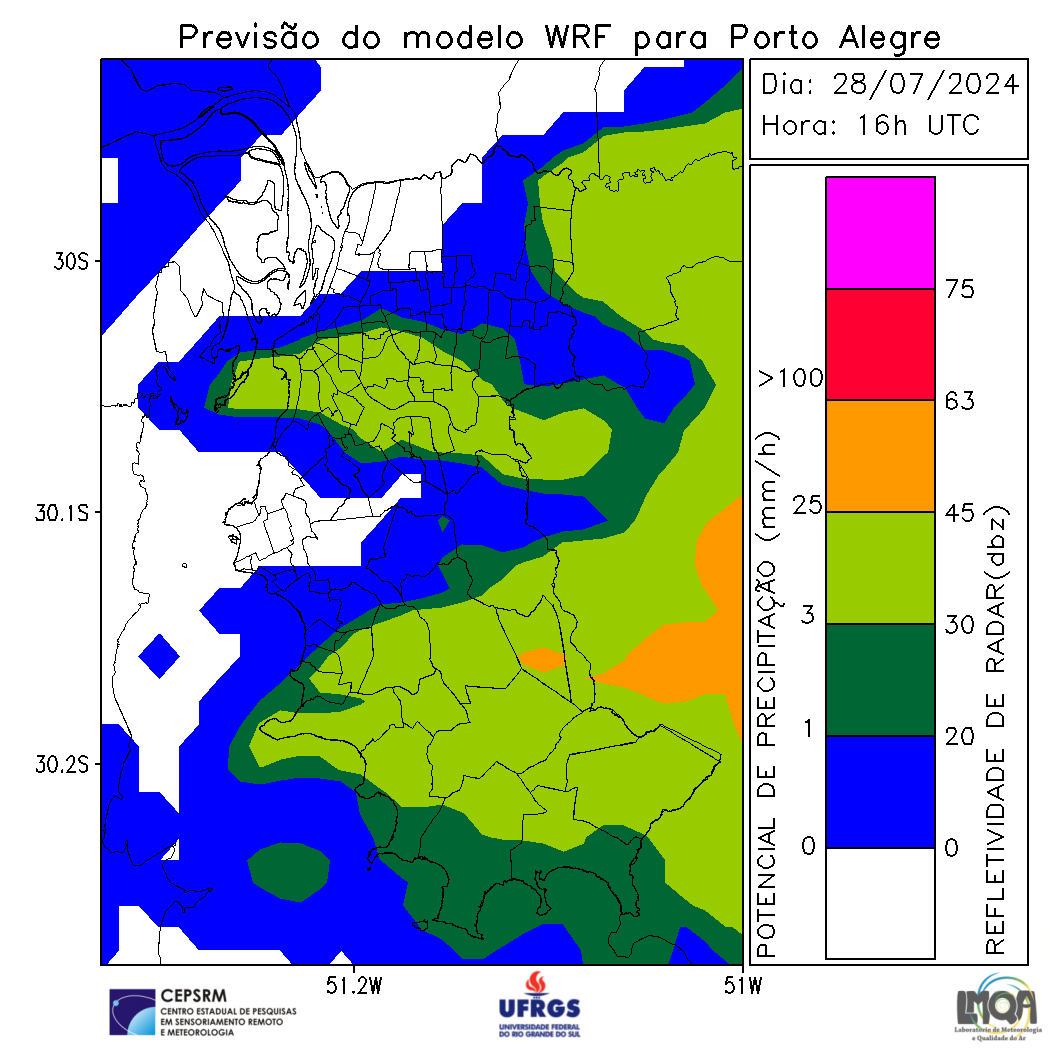 Previsão do modelo WRF para Porto Alegre
Dia: 28/07/2024
Hora: 16h UTC
30S
30.1S
30.2S
51.2W
51W
POTENCIAL DE PRECIPITAÇÃO (mm/h)
>100
25
3
1
0
75
63
45
30
20
0
REFLETIVIDADE DE RADAR(dbz)
CEPSRM
CENTRO ESTADUAL DE PESQUISAS
EM SENSORIAMENTO REMOTO
E METEOROLOGIA
UFRGS
UNIVERSIDADE FEDERAL
DO RIO GRANDE DO SUL
LMQA
Laboratório de Meteorologia
e Qualidade do Ar